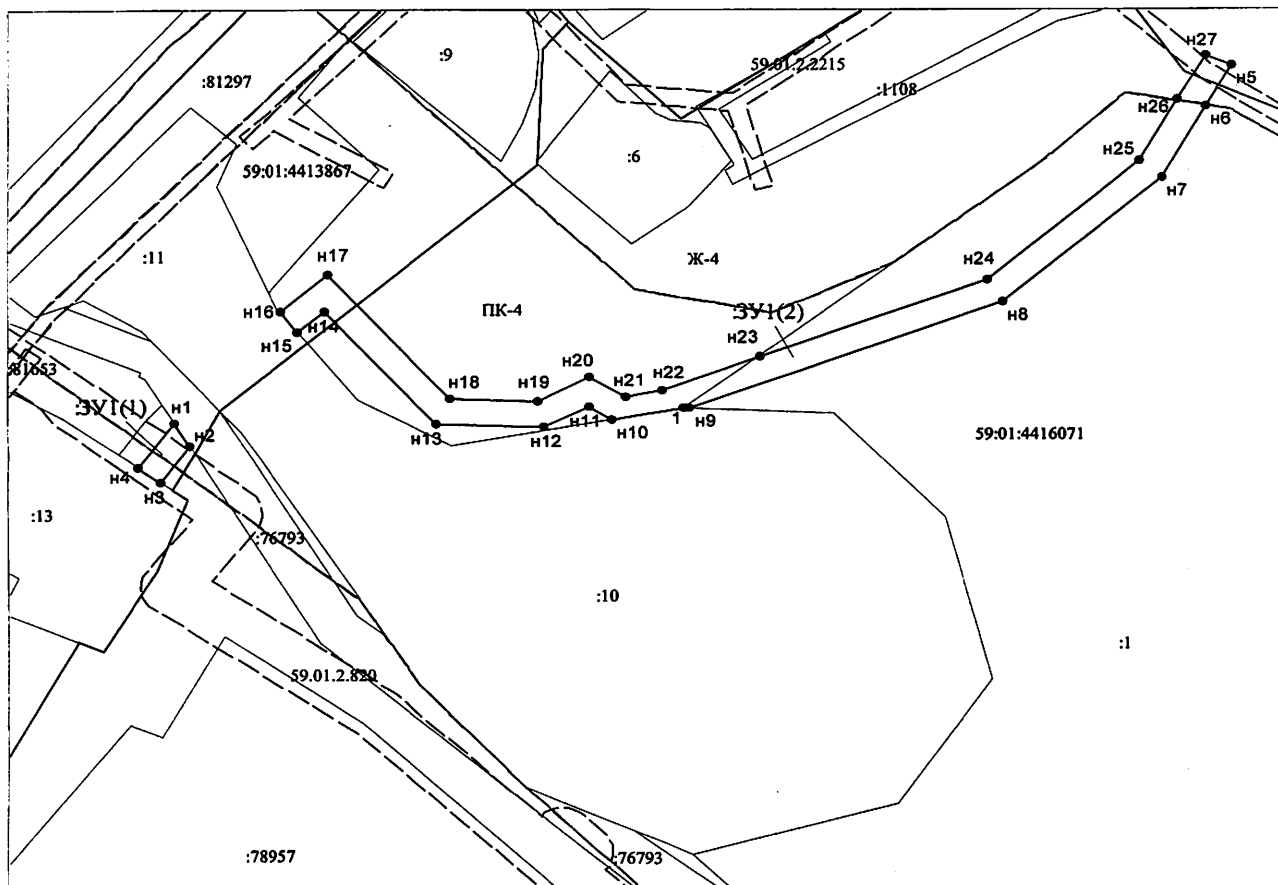 н27
:9
59.01.2.2215
н5
:81297
:1108
н26
н6
:6
н25
59:01:4413867
н7
:11
Ж-4
н17
н24
н16
ПК-4
:ЗУ1(2)
н14
н8
н15
н23
:81653
н20
н22
н18
н19
н21
:ЗУ1(1)
н1
н11
1
н9
н13
н12
н10
н2
59:01:4416071
н4
н3
:13
:76793
:10
:1
59.01.2.820
:78957
:76793